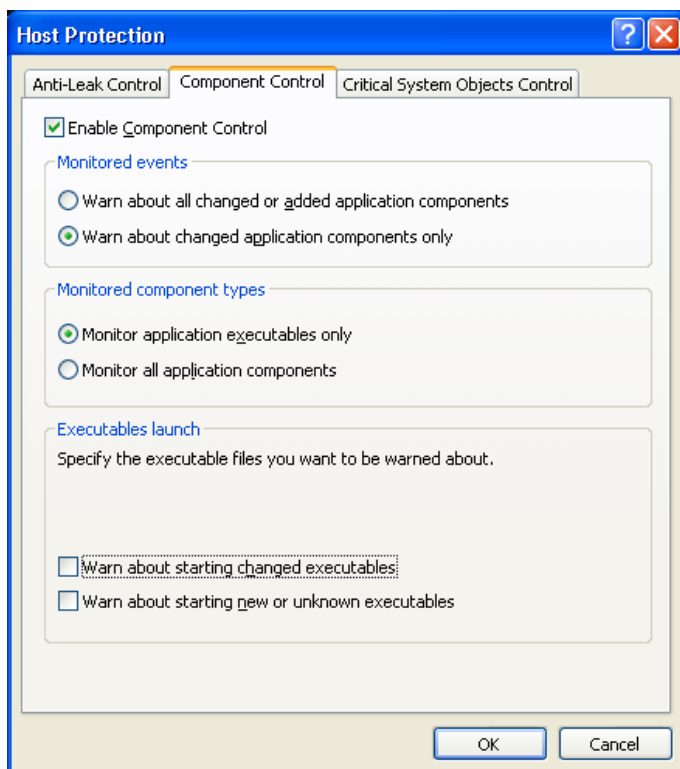 Host Protection
Anti-Leak Control Component Control Critical System Objects Control
Enable Component Control
Monitored events
Warn about all changed or added application components
Warn about changed application components only
Monitored component types
Monitor application executables only
Monitor all application components
Executables launch
Specify the executable files you want to be warned about.
Warn about starting changed executables
Warn about starting new or unknown executables
OK Cancel